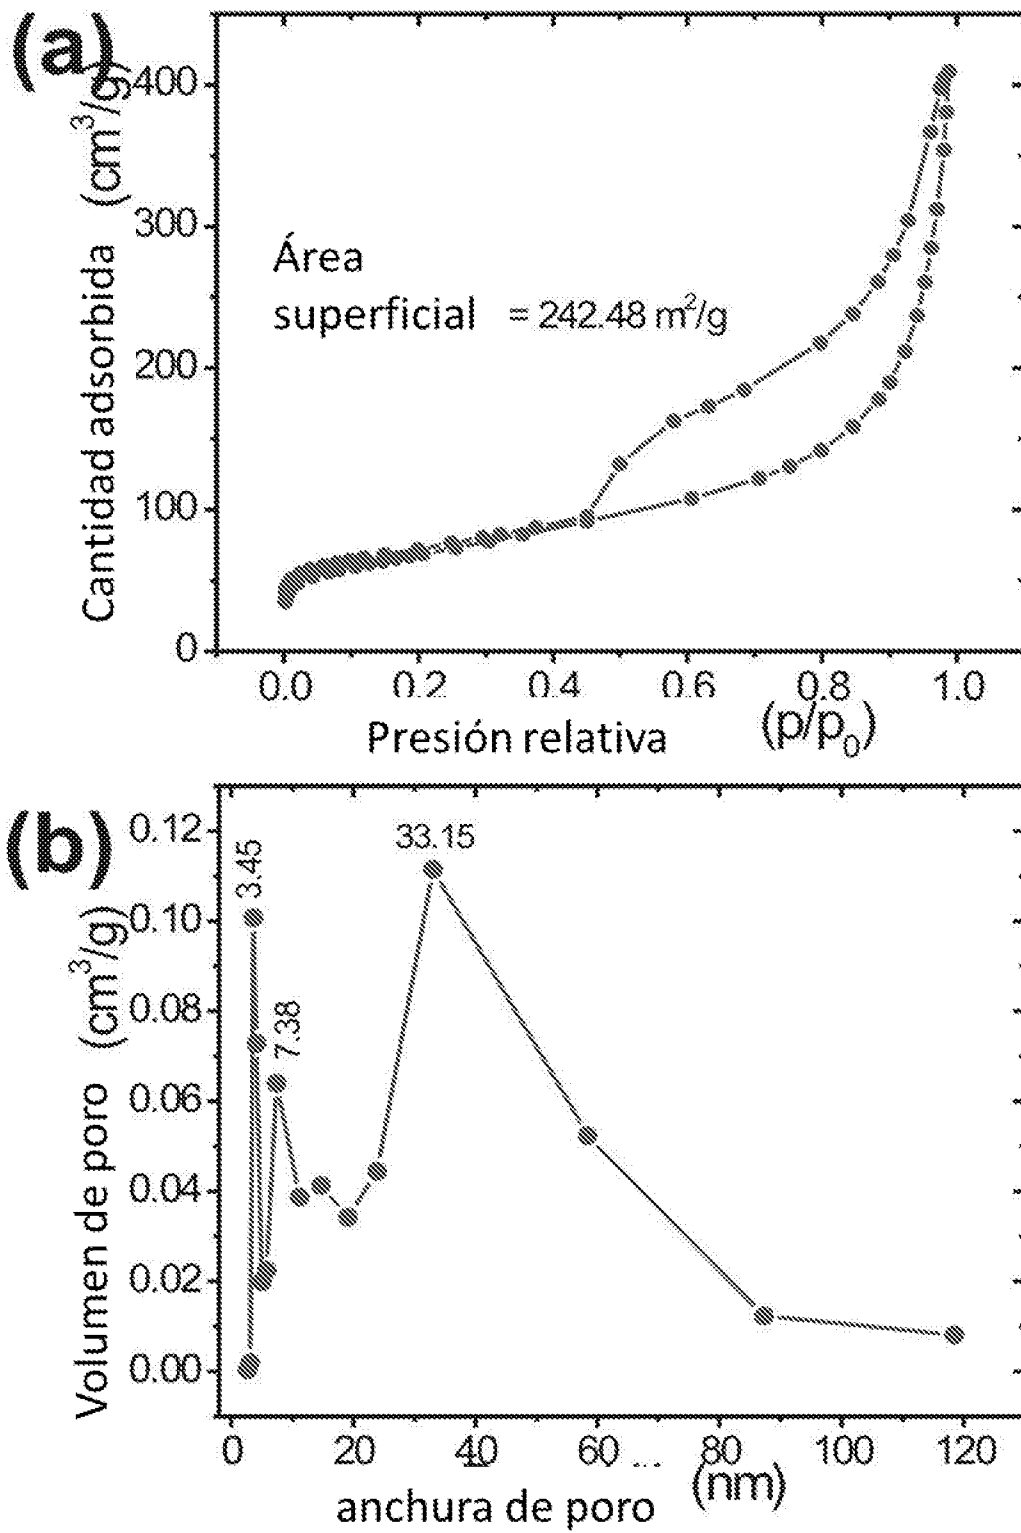 (a)
Cantidad adsorbida (cm³/g)
400
300
200
100
0
Área
superficial = 242.48 m²/g
0.0 0.2 0.4 0.6 0.8 1.0
Presión relativa (p/p₀)
(b)
Volumen de poro (cm³/g)
0.12
0.10
0.08
0.06
0.04
0.02
0.00
3.45
7.38
33.15
0 20 40 60 80 100 120
anchura de poro (nm)